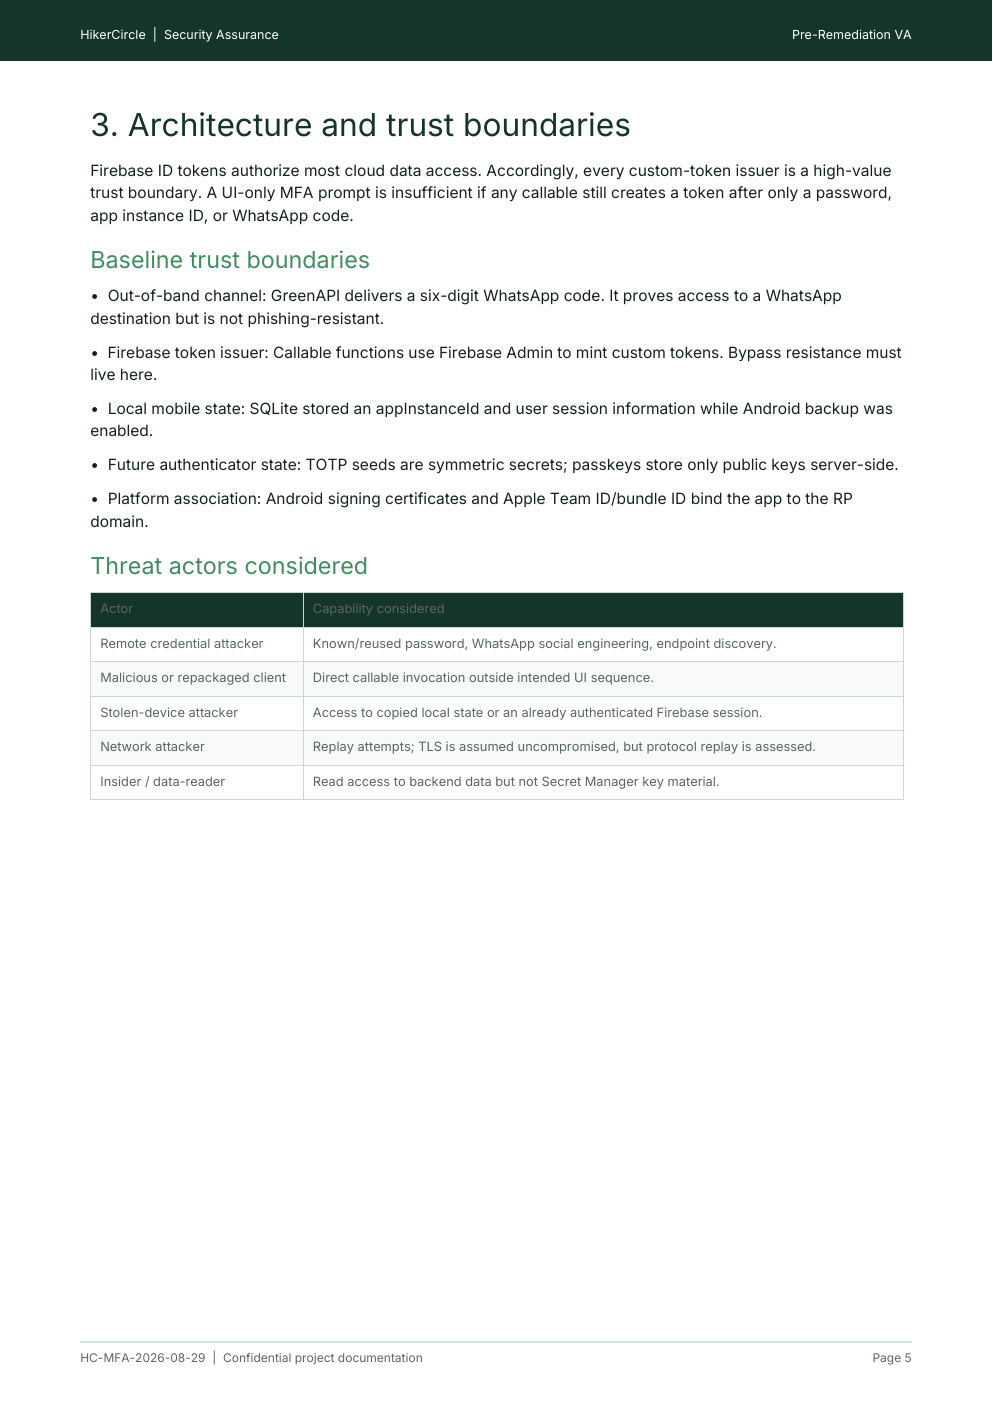 HikerCircle | Security Assurance
Pre-Remediation VA
3. Architecture and trust boundaries
Firebase ID tokens authorize most cloud data access. Accordingly, every custom-token issuer is a high-value
trust boundary. A UI-only MFA prompt is insufficient if any callable still creates a token after only a password,
app instance ID, or WhatsApp code.
Baseline trust boundaries
• Out-of-band channel: GreenAPI delivers a six-digit WhatsApp code. It proves access to a WhatsApp
destination but is not phishing-resistant.
• Firebase token issuer: Callable functions use Firebase Admin to mint custom tokens. Bypass resistance must
live here.
• Local mobile state: SQLite stored an appInstanceId and user session information while Android backup was
enabled.
• Future authenticator state: TOTP seeds are symmetric secrets; passkeys store only public keys server-side.
• Platform association: Android signing certificates and Apple Team ID/bundle ID bind the app to the RP
domain.
Threat actors considered
Actor Capability considered
Remote credential attacker Known/reused password, WhatsApp social engineering, endpoint discovery.
Malicious or repackaged client Direct callable invocation outside intended UI sequence.
Stolen-device attacker Access to copied local state or an already authenticated Firebase session.
Network attacker Replay attempts; TLS is assumed uncompromised, but protocol replay is assessed.
Insider / data-reader Read access to backend data but not Secret Manager key material.
HC-MFA-2026-08-29 | Confidential project documentation
Page 5